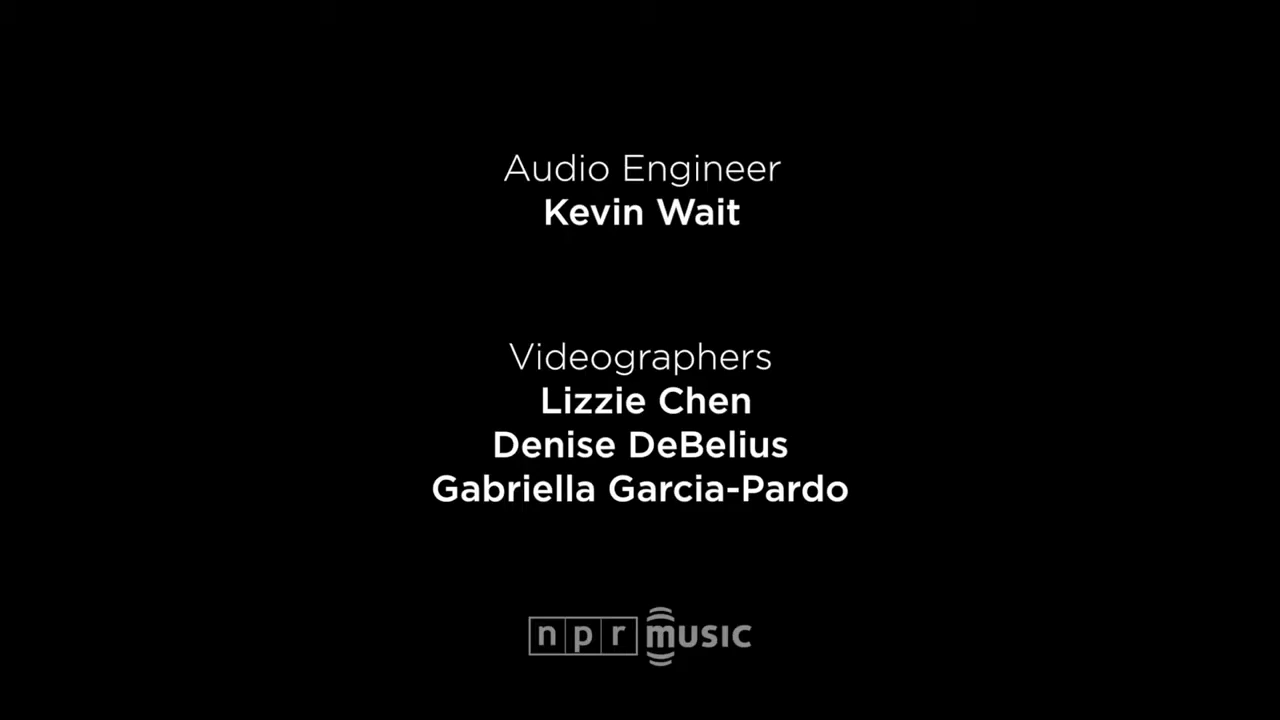 Audio Engineer
Kevin Wait
Videographers
Lizzie Chen
Denise DeBelius
Gabriella Garcia-Pardo
npr music